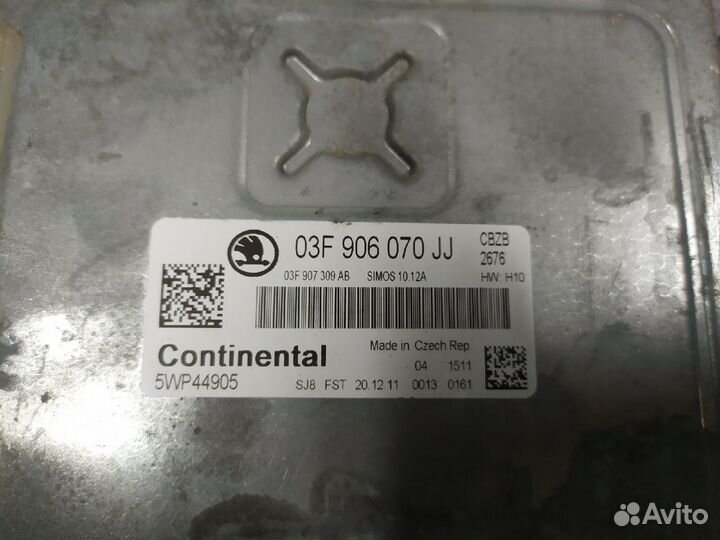 03F 906 070 JJ
CBZB
2676
03F 907 309 AB SIMOS 10.12A HW: H10
Continental
Made in Czech Rep.
04 1511
5WP44905
SJ8 FST 20.12.11 0013 0161
Avito